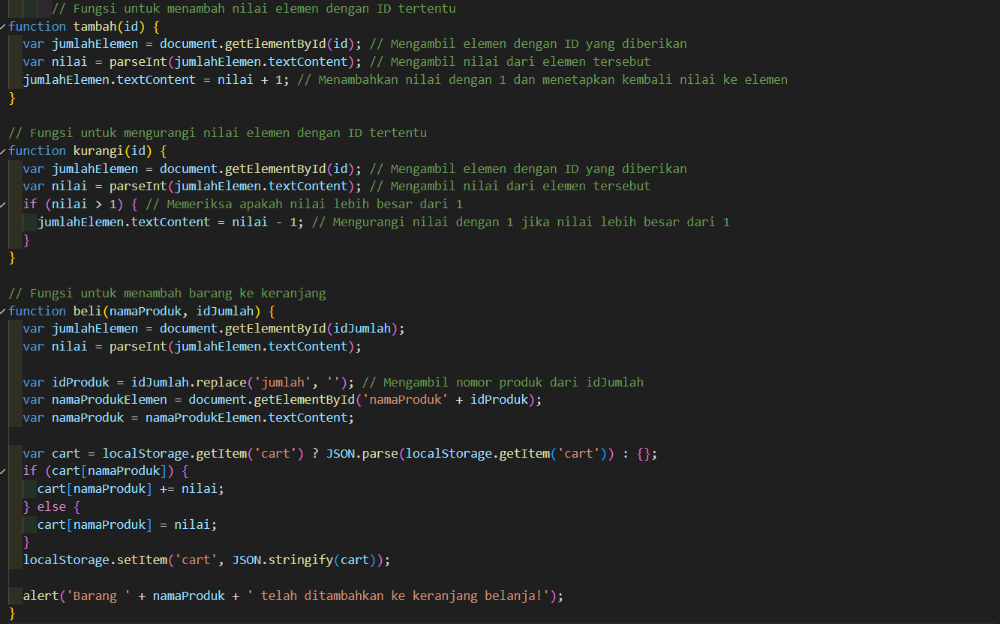 // Fungsi untuk menambah nilai elemen dengan ID tertentu
function tambah(id) {
  var jumlahElemen = document.getElementById(id); // Mengambil elemen dengan ID yang diberikan
  var nilai = parseInt(jumlahElemen.textContent); // Mengambil nilai dari elemen tersebut
  jumlahElemen.textContent = nilai + 1; // Menambahkan nilai dengan 1 dan menetapkan kembali nilai ke elemen
}

// Fungsi untuk mengurangi nilai elemen dengan ID tertentu
function kurangi(id) {
  var jumlahElemen = document.getElementById(id); // Mengambil elemen dengan ID yang diberikan
  var nilai = parseInt(jumlahElemen.textContent); // Mengambil nilai dari elemen tersebut
  if (nilai > 1) { // Memeriksa apakah nilai lebih besar dari 1
    jumlahElemen.textContent = nilai - 1; // Mengurangi nilai dengan 1 jika nilai lebih besar dari 1
  }
}

// Fungsi untuk menambah barang ke keranjang
function beli(namaProduk, idJumlah) {
  var jumlahElemen = document.getElementById(idJumlah);
  var nilai = parseInt(jumlahElemen.textContent);

  var idProduk = idJumlah.replace('jumlah', ''); // Mengambil nomor produk dari idJumlah
  var namaProdukElemen = document.getElementById('namaProduk' + idProduk);
  var namaProduk = namaProdukElemen.textContent;

  var cart = localStorage.getItem('cart') ? JSON.parse(localStorage.getItem('cart')) : {};
  if (cart[namaProduk]) {
    cart[namaProduk] += nilai;
  } else {
    cart[namaProduk] = nilai;
  }
  localStorage.setItem('cart', JSON.stringify(cart));

  alert('Barang ' + namaProduk + ' telah ditambahkan ke keranjang belanja!');
}